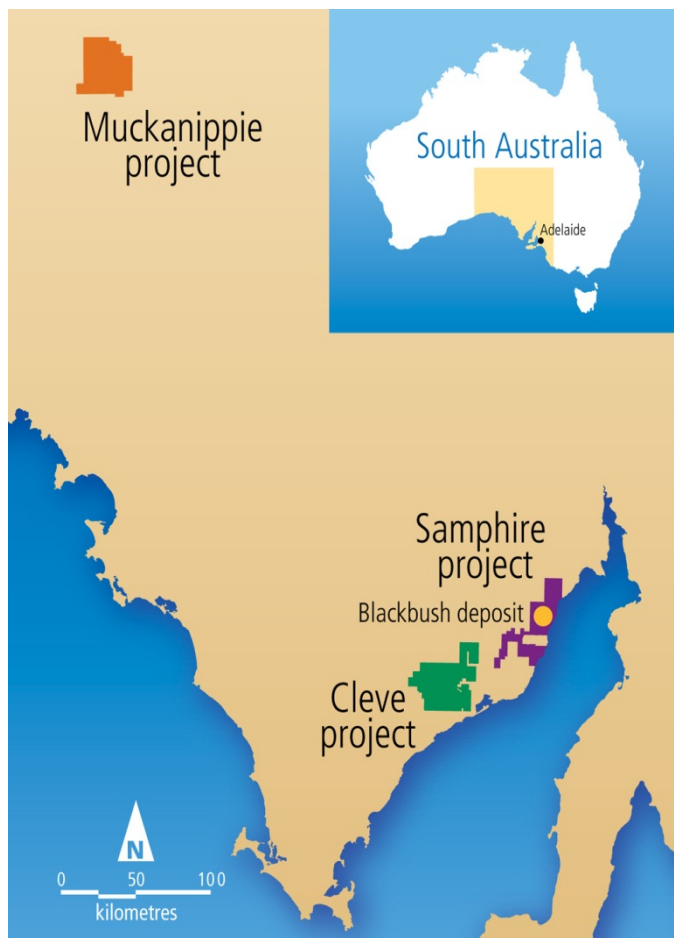 Muckanippie
project
South Australia
Adelaide
Samphire
project
Blackbush deposit
Cleve
project
N
0 50 100
kilometres